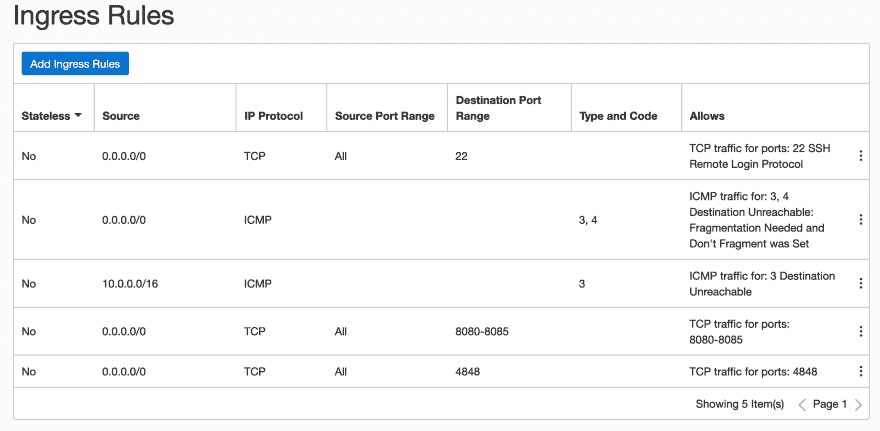 Ingress Rules
Add Ingress Rules
Stateless Source IP Protocol Source Port Range Destination Port Range Type and Code Allows
No 0.0.0.0/0 TCP All 22 TCP traffic for ports: 22 SSH Remote Login Protocol
No 0.0.0.0/0 ICMP 3, 4 ICMP traffic for: 3, 4 Destination Unreachable: Fragmentation Needed and Don't Fragment was Set
No 10.0.0.0/16 ICMP 3 ICMP traffic for: 3 Destination Unreachable
No 0.0.0.0/0 TCP All 8080-8085 TCP traffic for ports: 8080-8085
No 0.0.0.0/0 TCP All 4848 TCP traffic for ports: 4848
Showing 5 Item(s) Page 1